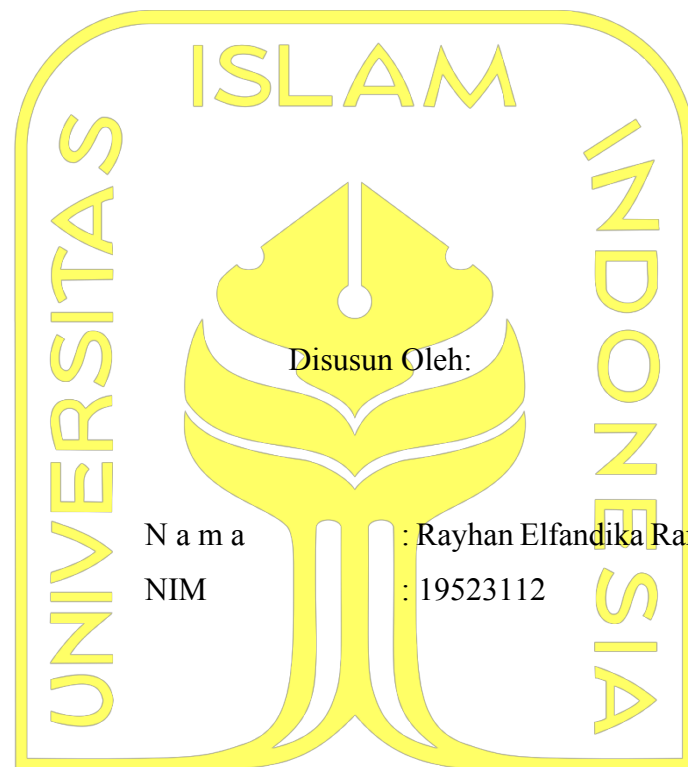 ISLAM
UNIVERSITAS
INDONESIA
Disusun Oleh:
N a m a : Rayhan Elfandika
NIM : 19523112